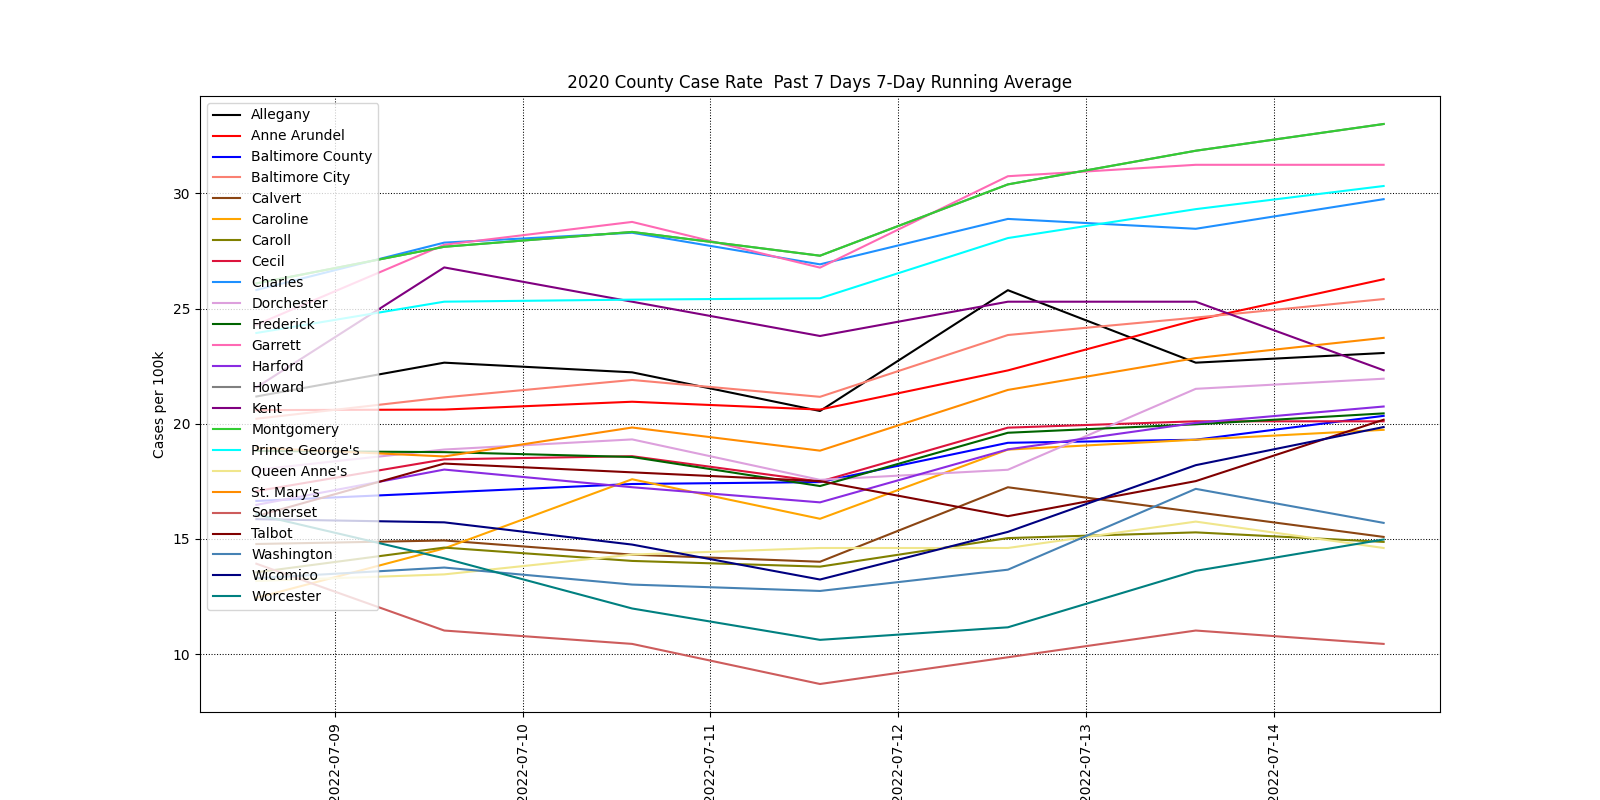 2020 County Case Rate  Past 7 Days 7-Day Running Average
Allegany
Anne Arundel
Baltimore County
Baltimore City
Calvert
Caroline
Caroll
Cecil
Charles
Dorchester
Frederick
Garrett
Harford
Howard
Kent
Montgomery
Prince George's
Queen Anne's
St. Mary's
Somerset
Talbot
Washington
Wicomico
Worcester
Cases per 100k
30
25
20
15
10
2022-07-09
2022-07-10
2022-07-11
2022-07-12
2022-07-13
2022-07-14